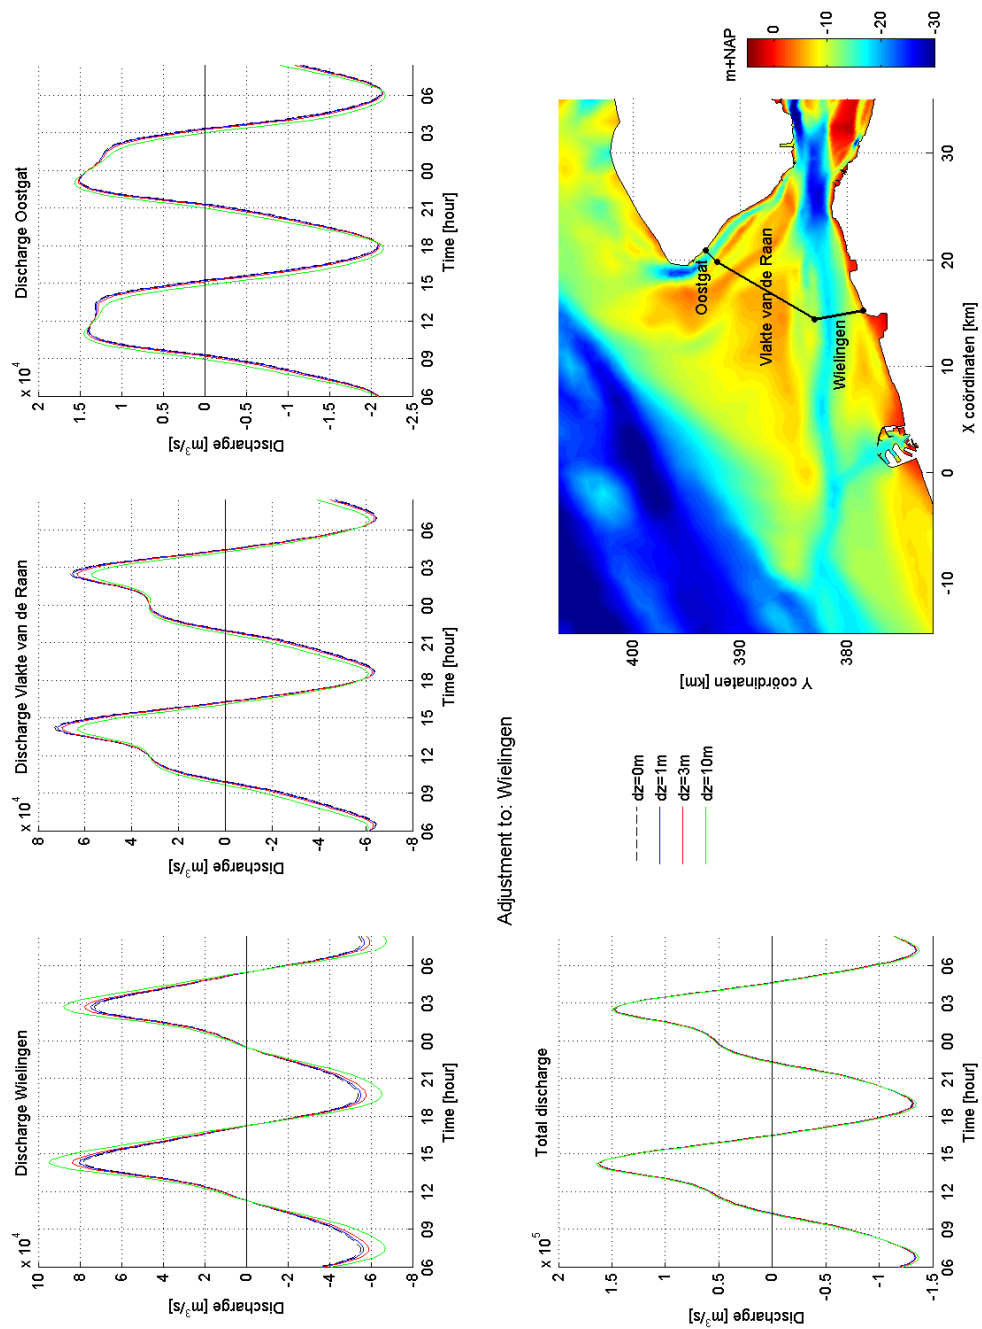 Discharge Wielingen
x 10^4
Discharge [m^3/s]
10
8
6
4
2
0
-2
-4
-6
-8
06 09 12 15 18 21 00 03 06
Time [hour]
Discharge Vlakte van de Raan
x 10^4
Discharge [m^3/s]
8
6
4
2
0
-2
-4
-6
-8
06 09 12 15 18 21 00 03 06
Time [hour]
Discharge Oostgat
x 10^4
Discharge [m^3/s]
2
1.5
1
0.5
0
-0.5
-1
-1.5
-2
-2.5
06 09 12 15 18 21 00 03 06
Time [hour]
Adjustment to: Wielingen
Total discharge
x 10^5
Discharge [m^3/s]
2
1.5
1
0.5
0
-0.5
-1
-1.5
06 09 12 15 18 21 00 03 06
Time [hour]
dz=0m
dz=1m
dz=3m
dz=10m
Y coördinaten [km]
400
390
380
Oostgat
Vlakte van de Raan
Wielingen
-10 0 10 20 30
X coördinaten [km]
m+NAP
0
-10
-20
-30